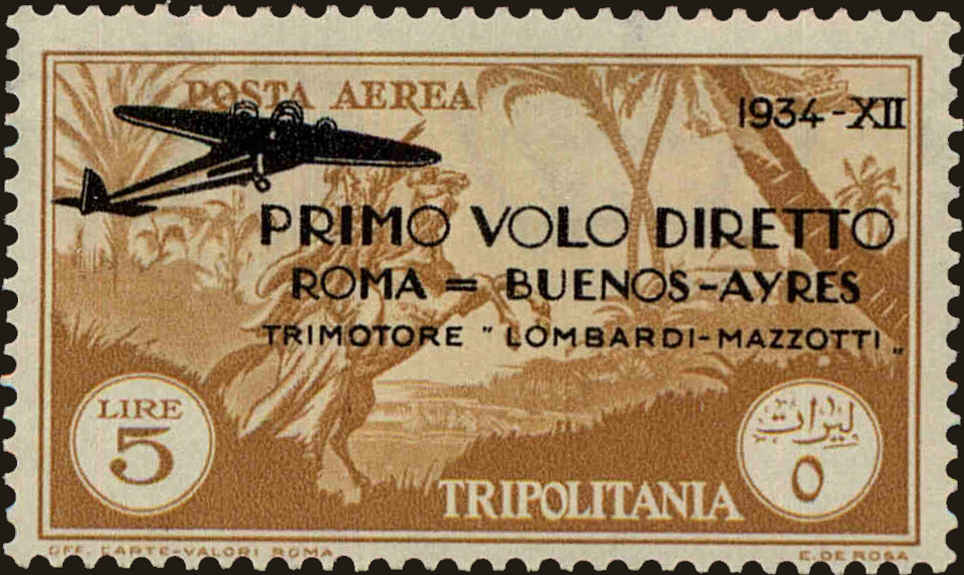 POSTA AEREA
1934-XII
PRIMO VOLO DIRETTO
ROMA = BUENOS-AYRES
TRIMOTORE " LOMBARDI-MAZZOTTI „
LIRE
5
ليرات
٥
TRIPOLITANIA
OFF. CARTE-VALORI ROMA
E. DE ROSA